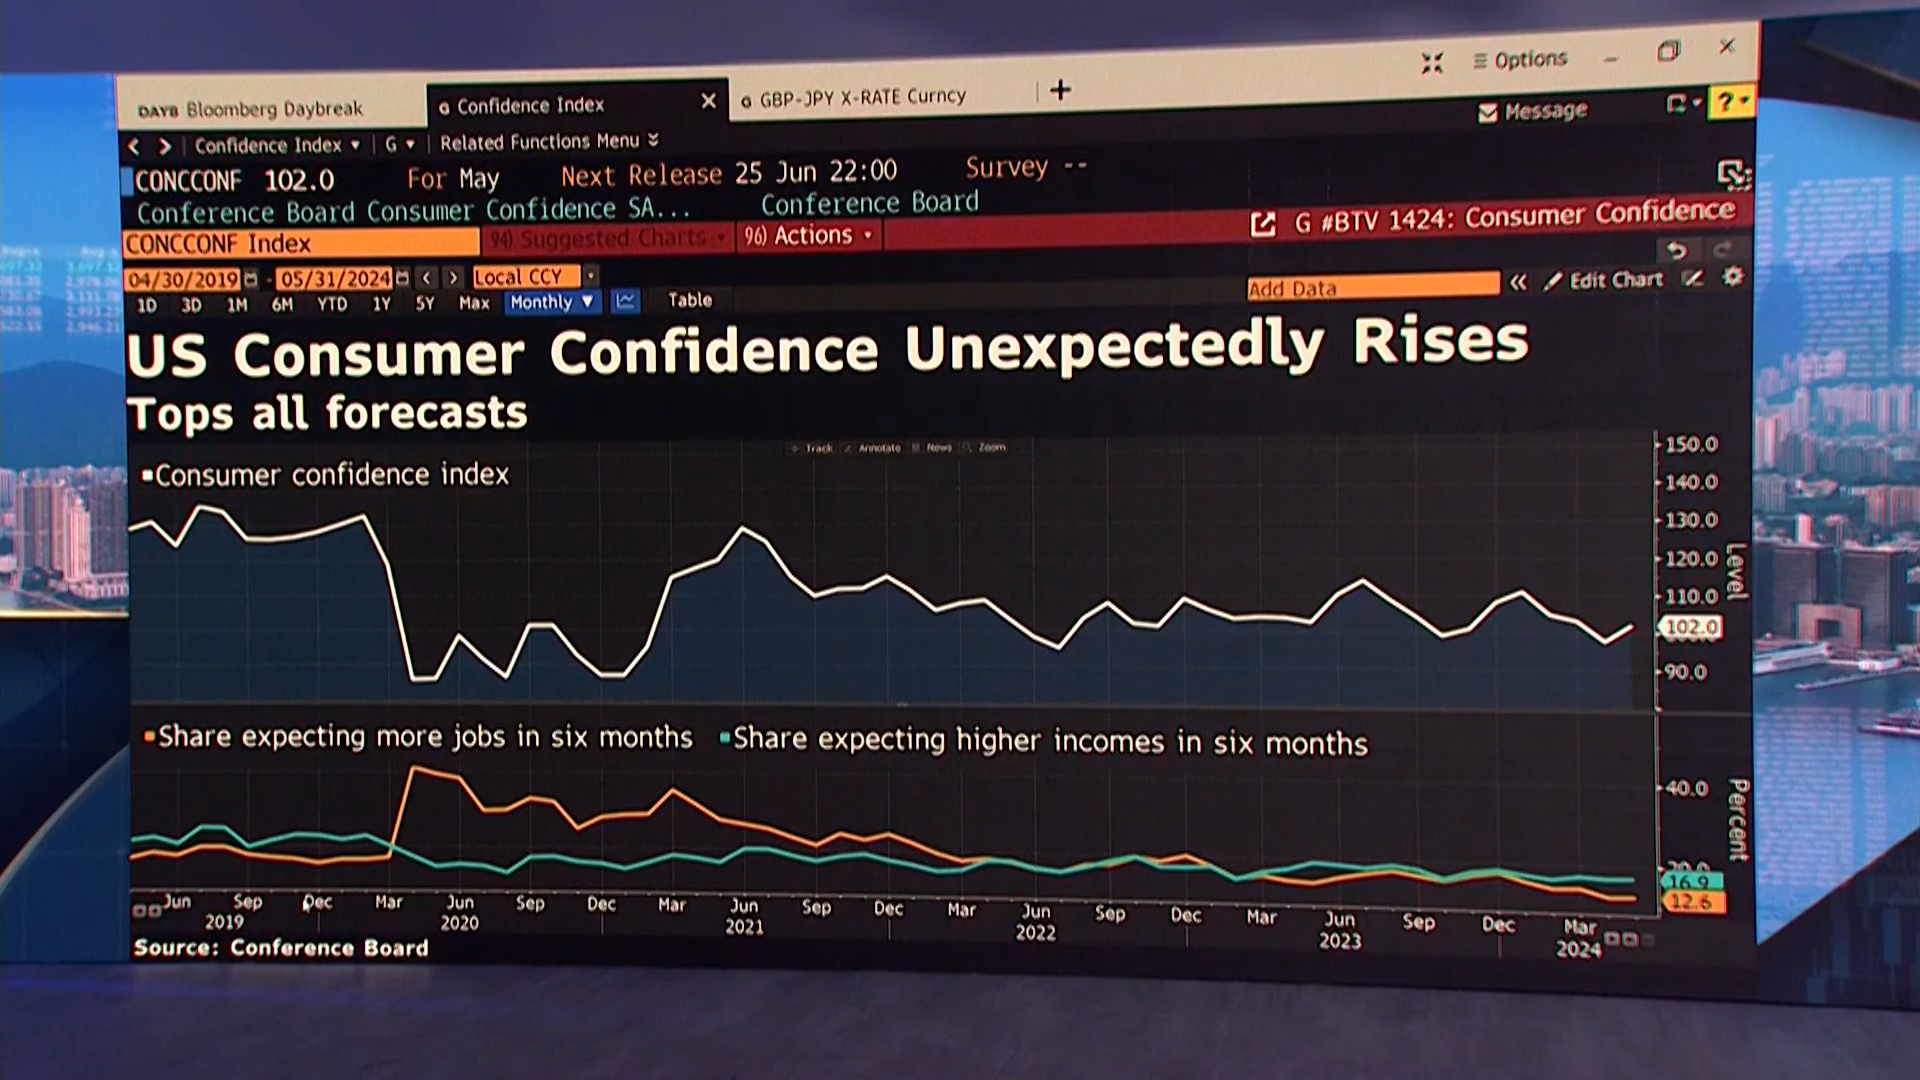 DAYB Bloomberg Daybreak
G Confidence Index
G GBP-JPY X-RATE Curncy
Options
Confidence Index
G
Related Functions Menu
Message
?
CONCCONF 102.0 For May Next Release 25 Jun 22:00 Survey --
Conference Board Consumer Confidence SA... Conference Board
CONCCONF Index
94) Suggested Charts
96) Actions
G #BTV 1424: Consumer Confidence
04/30/2019 - 05/31/2024
Local CCY
Add Data
Edit Chart
1D 3D 1M 6M YTD 1Y 5Y Max Monthly Table
US Consumer Confidence Unexpectedly Rises
Tops all forecasts
Track Annotate News Zoom
Consumer confidence index
150.0
140.0
130.0
120.0
110.0
102.0
90.0
Level
Share expecting more jobs in six months Share expecting higher incomes in six months
40.0
16.9
12.6
Percent
Jun Sep Dec Mar Jun Sep Dec Mar Jun Sep Dec Mar Jun Sep Dec Mar Jun Sep Dec Mar
2019 2020 2021 2022 2023 2024
Source: Conference Board